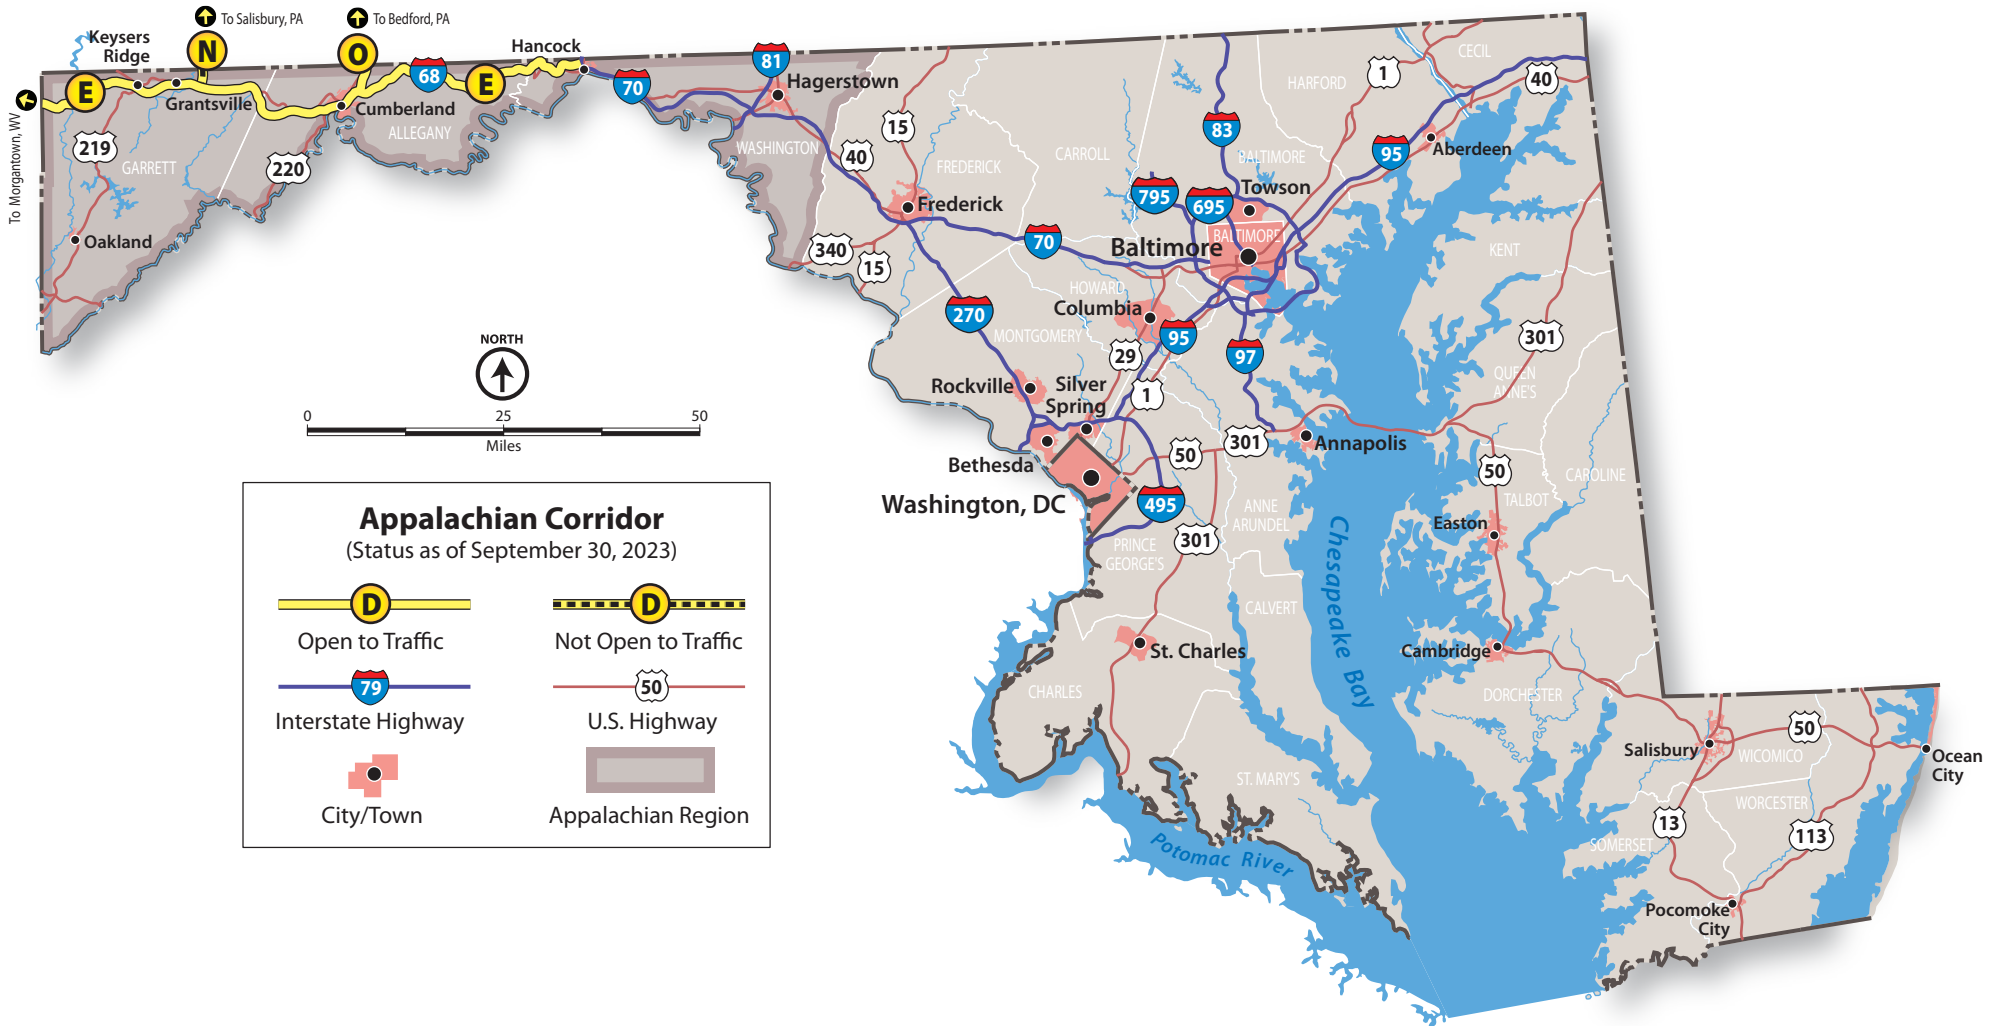 To Salisbury, PA
To Bedford, PA
Keysers
Ridge
N
O
Hancock
E
68
E
70
81
Hagerstown
Grantsville
Cumberland
ALLEGANY
To Morgantown, WV
219
GARRETT
220
Oakland
WASHINGTON
15
40
FREDERICK
CARROLL
Frederick
340
15
70
83
BALTIMORE
HARFORD
1
CECIL
40
95
Aberdeen
795
695
Towson
BALTIMORE
Baltimore
KENT
HOWARD
Columbia
270
MONTGOMERY
29
95
97
301
QUEEN
ANNE'S
Rockville
Silver
Spring
1
Bethesda
50
301
Annapolis
50
CAROLINE
TALBOT
Washington, DC
495
ANNE
ARUNDEL
Easton
PRINCE
GEORGE'S
301
Chesapeake Bay
CALVERT
St. Charles
Cambridge
CHARLES
DORCHESTER
ST. MARY'S
Potomac River
Salisbury
50
WICOMICO
Ocean
City
WORCESTER
13
113
SOMERSET
Pocomoke
City
NORTH
0 25 50
Miles
Appalachian Corridor
(Status as of September 30, 2023)
D D
Open to Traffic Not Open to Traffic
79 50
Interstate Highway U.S. Highway
City/Town Appalachian Region